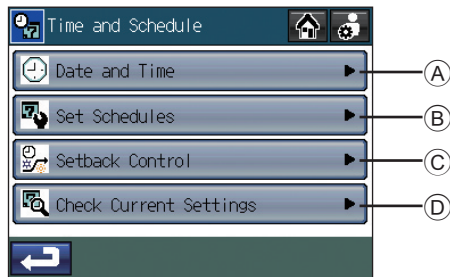 Time and Schedule
Date and Time
A
Set Schedules
B
Setback Control
C
Check Current Settings
D